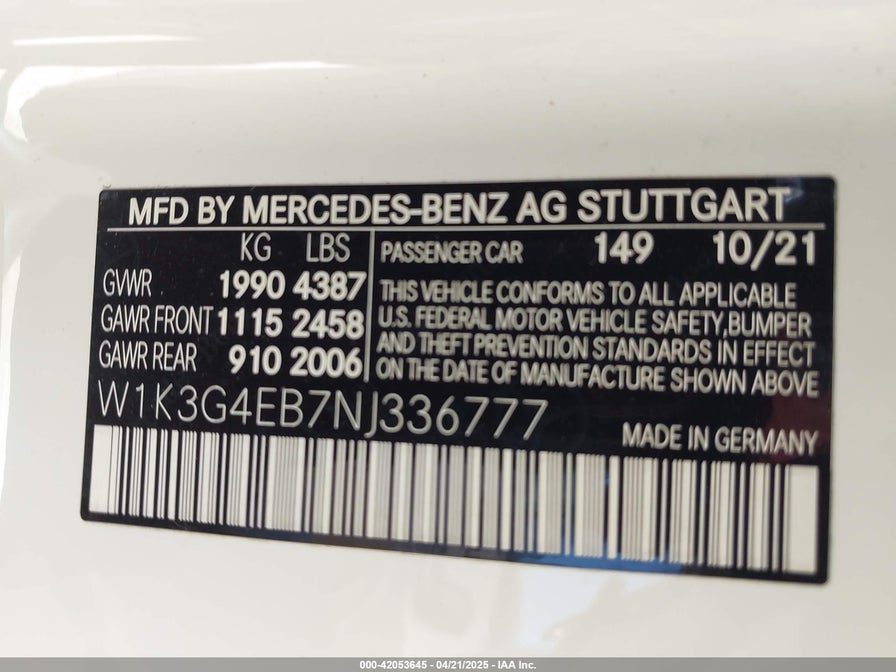 MFD BY MERCEDES-BENZ AG STUTTGART
KG LBS
GVWR 1990 4387
GAWR FRONT 1115 2458
GAWR REAR 910 2006
PASSENGER CAR 149 10/21
THIS VEHICLE CONFORMS TO ALL APPLICABLE
U.S. FEDERAL MOTOR VEHICLE SAFETY,BUMPER
AND THEFT PREVENTION STANDARDS IN EFFECT
ON THE DATE OF MANUFACTURE SHOWN ABOVE
W1K3G4EB7NJ336777
MADE IN GERMANY
000-42053645 - 04/21/2025 - IAA Inc.